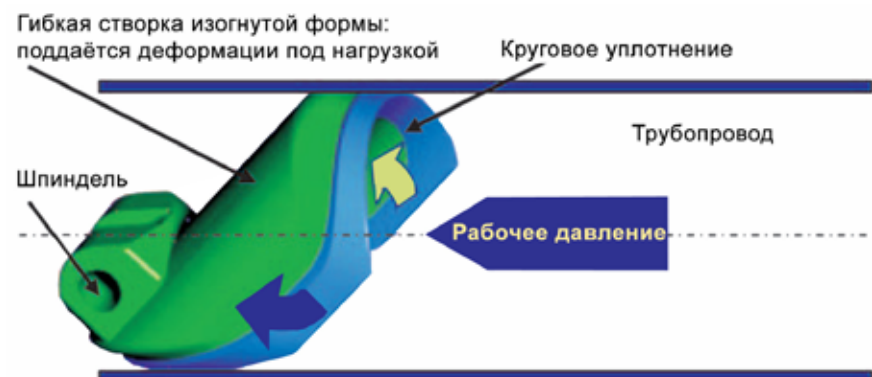 Гибкая створка изогнутой формы:
поддаётся деформации под нагрузкой
Круговое уплотнение
Трубопровод
Шпиндель
Рабочее давление